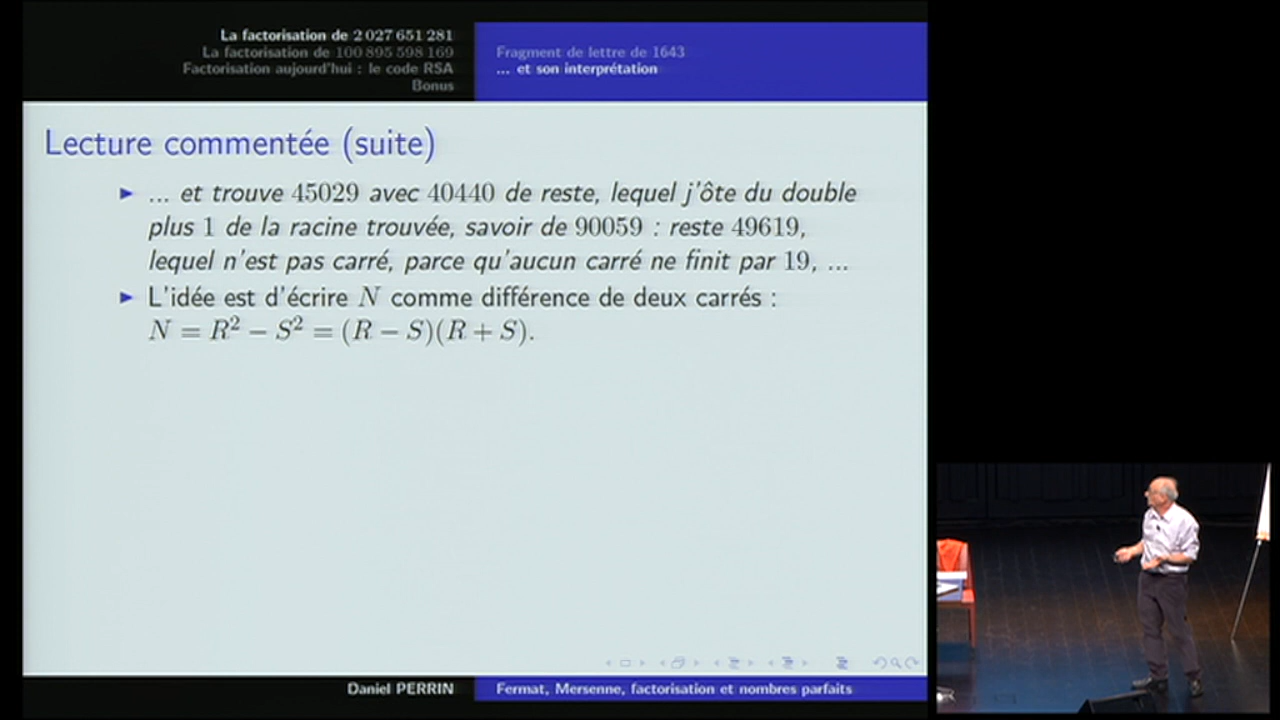 La factorisation de 2 027 651 281
La factorisation de 100 895 598 169
Factorisation aujourd'hui : le code RSA
Bonus
Fragment de lettre de 1643
... et son interprétation
Lecture commentée (suite)
... et trouve 45029 avec 40440 de reste, lequel j'ôte du double
plus 1 de la racine trouvée, savoir de 90059 : reste 49619,
lequel n'est pas carré, parce qu'aucun carré ne finit par 19, ...
L'idée est d'écrire N comme différence de deux carrés :
N = R² − S² = (R − S)(R + S).
Daniel PERRIN
Fermat, Mersenne, factorisation et nombres parfaits